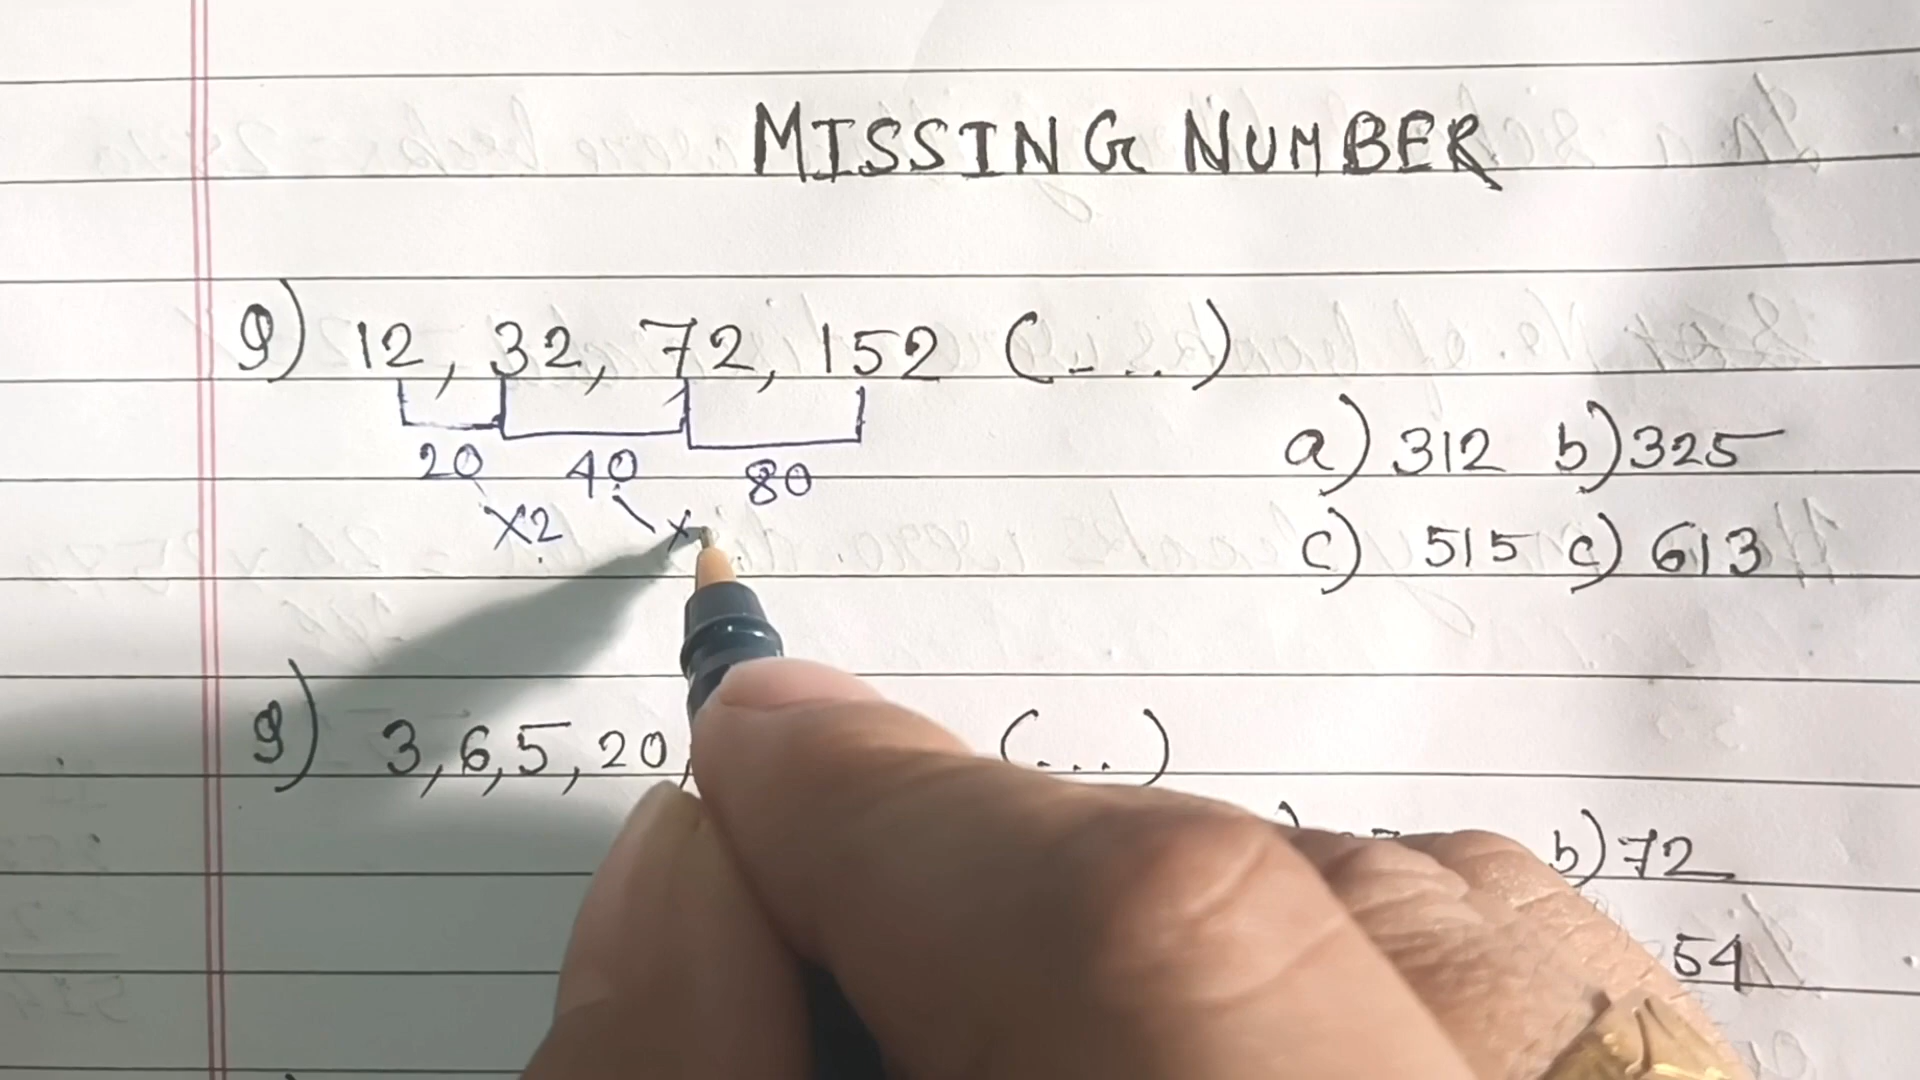 MISSING NUMBER
9) 12, 32, 72, 152 (...)
20 40 80
×2 ×
a) 312 b) 325
c) 515 c) 613
9) 3, 6, 5, 20, (...)
b) 72
54